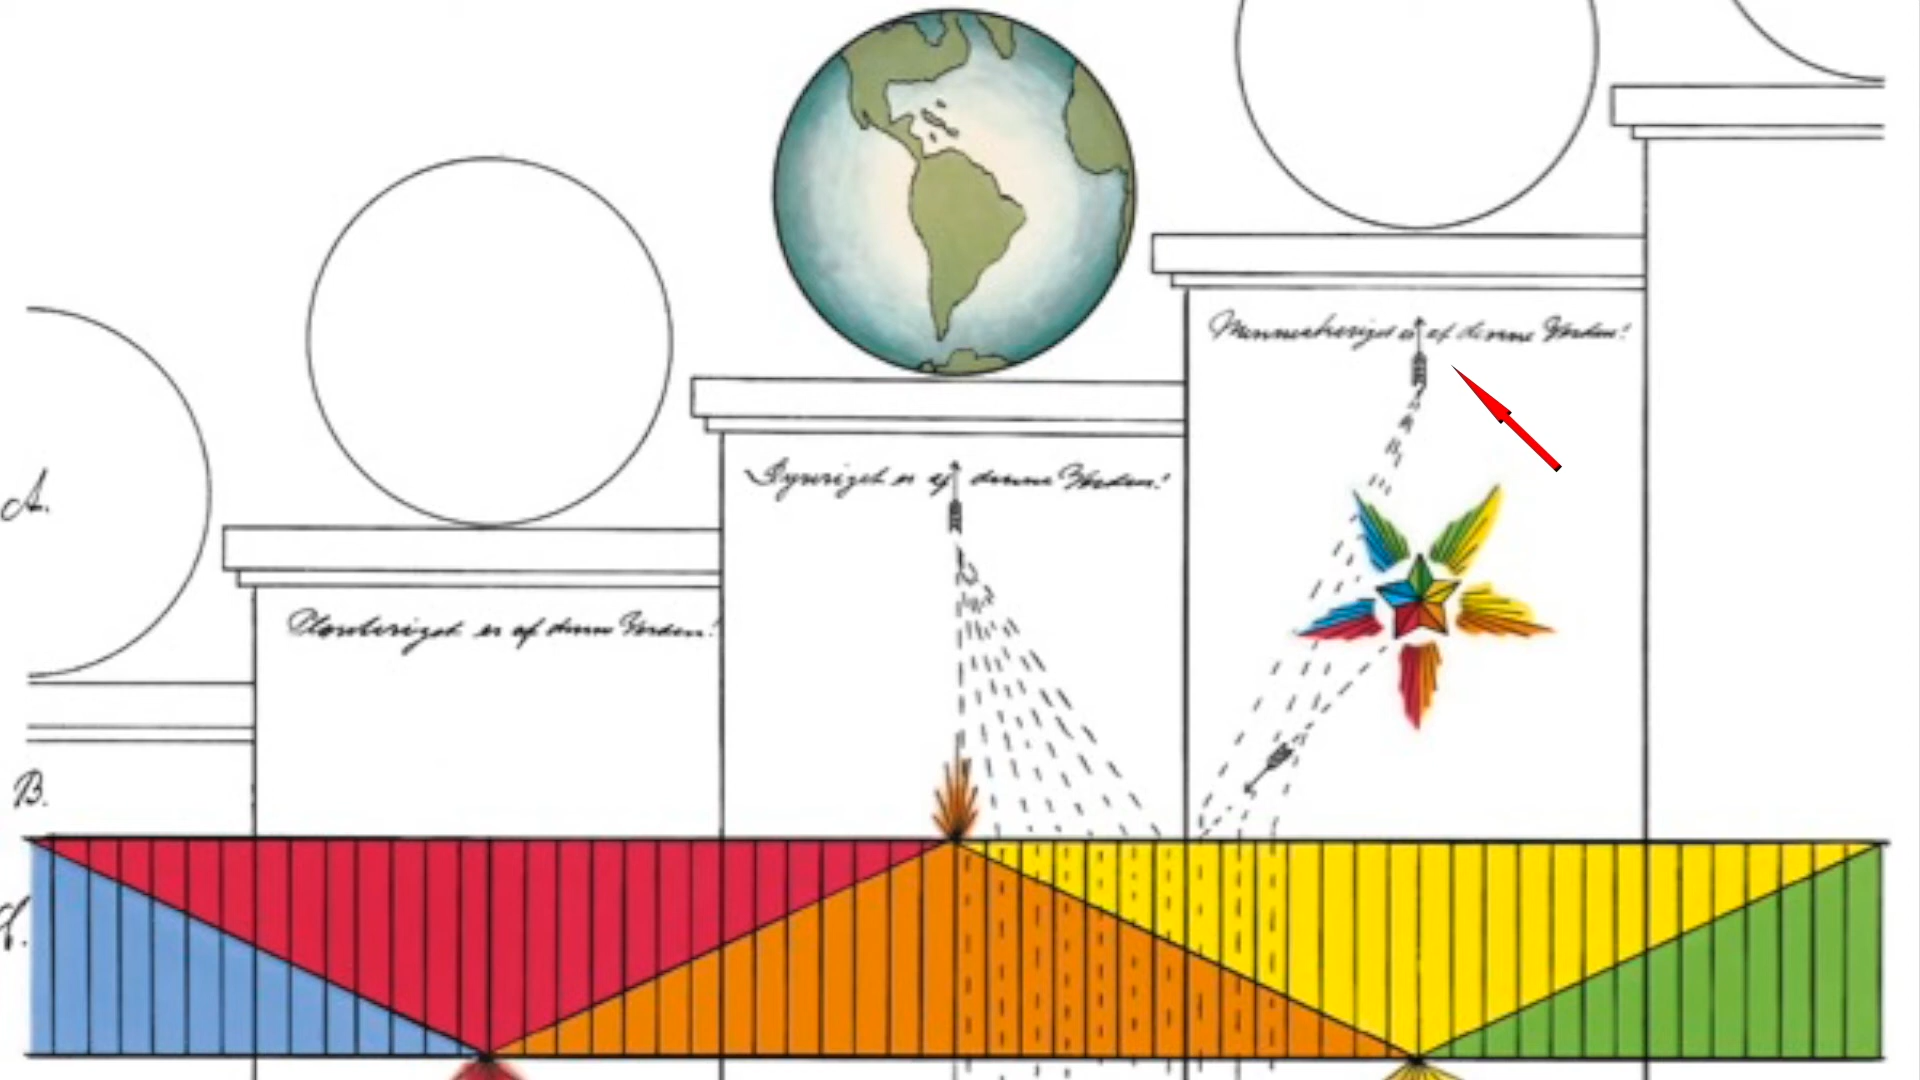 Menneskeriget er af denne Verden!
Dyreriget er af denne Verden!
A.
Planteriget er af denne Verden!
B.